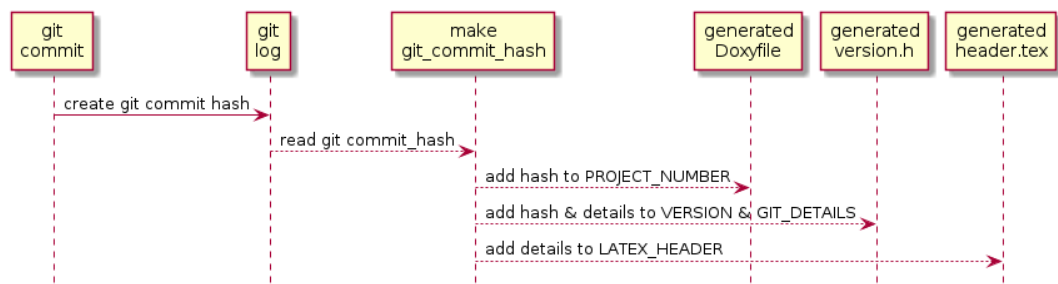 git
commit
git
log
make
git_commit_hash
generated
Doxyfile
generated
version.h
generated
header.tex
create git commit hash
read git commit_hash
add hash to PROJECT_NUMBER
add hash & details to VERSION & GIT_DETAILS
add details to LATEX_HEADER